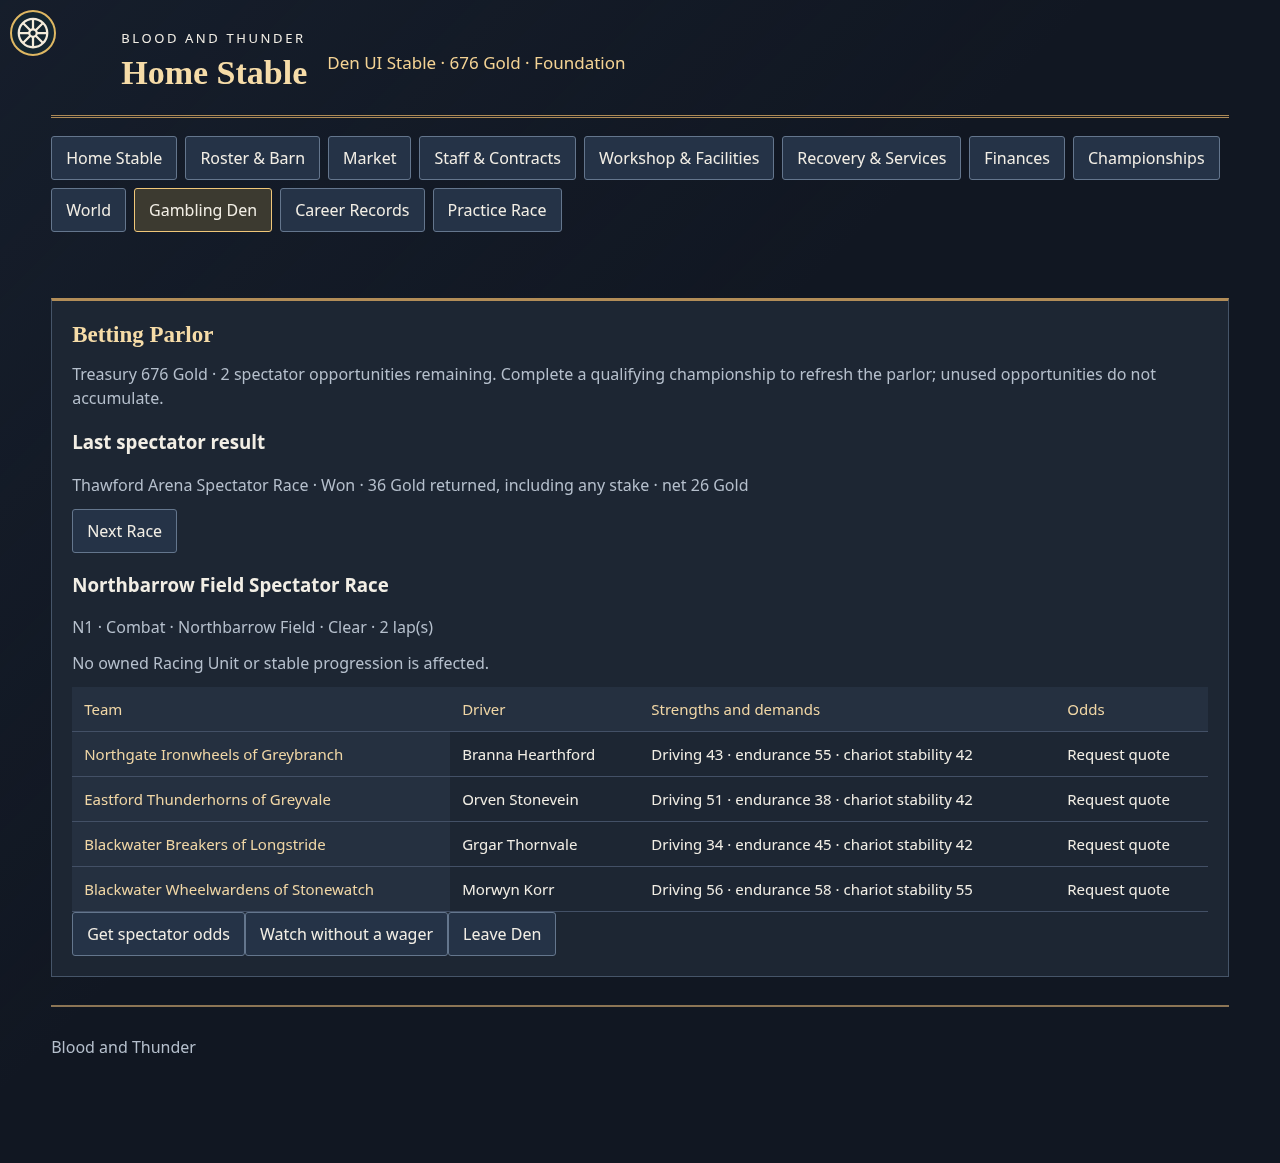 BLOOD AND THUNDER
Home Stable
Den UI Stable · 676 Gold · Foundation
Home Stable
Roster & Barn
Market
Staff & Contracts
Workshop & Facilities
Recovery & Services
Finances
Championships
World
Gambling Den
Career Records
Practice Race
Betting Parlor
Treasury 676 Gold · 2 spectator opportunities remaining. Complete a qualifying championship to refresh the parlor; unused opportunities do not
accumulate.
Last spectator result
Thawford Arena Spectator Race · Won · 36 Gold returned, including any stake · net 26 Gold
Next Race
Northbarrow Field Spectator Race
N1 · Combat · Northbarrow Field · Clear · 2 lap(s)
No owned Racing Unit or stable progression is affected.
Team Driver Strengths and demands Odds
Northgate Ironwheels of Greybranch Branna Hearthford Driving 43 · endurance 55 · chariot stability 42 Request quote
Eastford Thunderhorns of Greyvale Orven Stonevein Driving 51 · endurance 38 · chariot stability 42 Request quote
Blackwater Breakers of Longstride Grgar Thornvale Driving 34 · endurance 45 · chariot stability 42 Request quote
Blackwater Wheelwardens of Stonewatch Morwyn Korr Driving 56 · endurance 58 · chariot stability 55 Request quote
Get spectator odds
Watch without a wager
Leave Den
Blood and Thunder